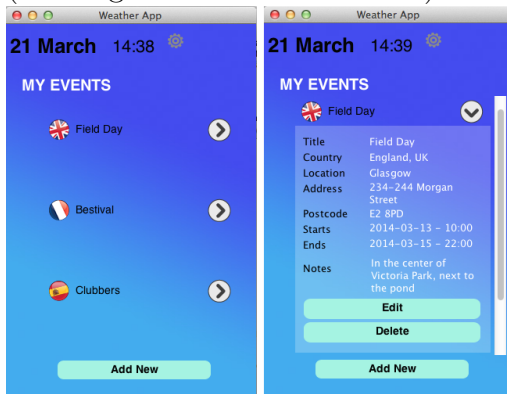 Weather App
21 March 14:38
MY EVENTS
Field Day
Bestival
Clubbers
Add New
Weather App
21 March 14:39
MY EVENTS
Field Day
Title Field Day
Country England, UK
Location Glasgow
Address 234-244 Morgan
Street
Postcode E2 8PD
Starts 2014-03-13 - 10:00
Ends 2014-03-15 - 22:00
Notes In the center of
Victoria Park, next to
the pond
Edit
Delete
Add New